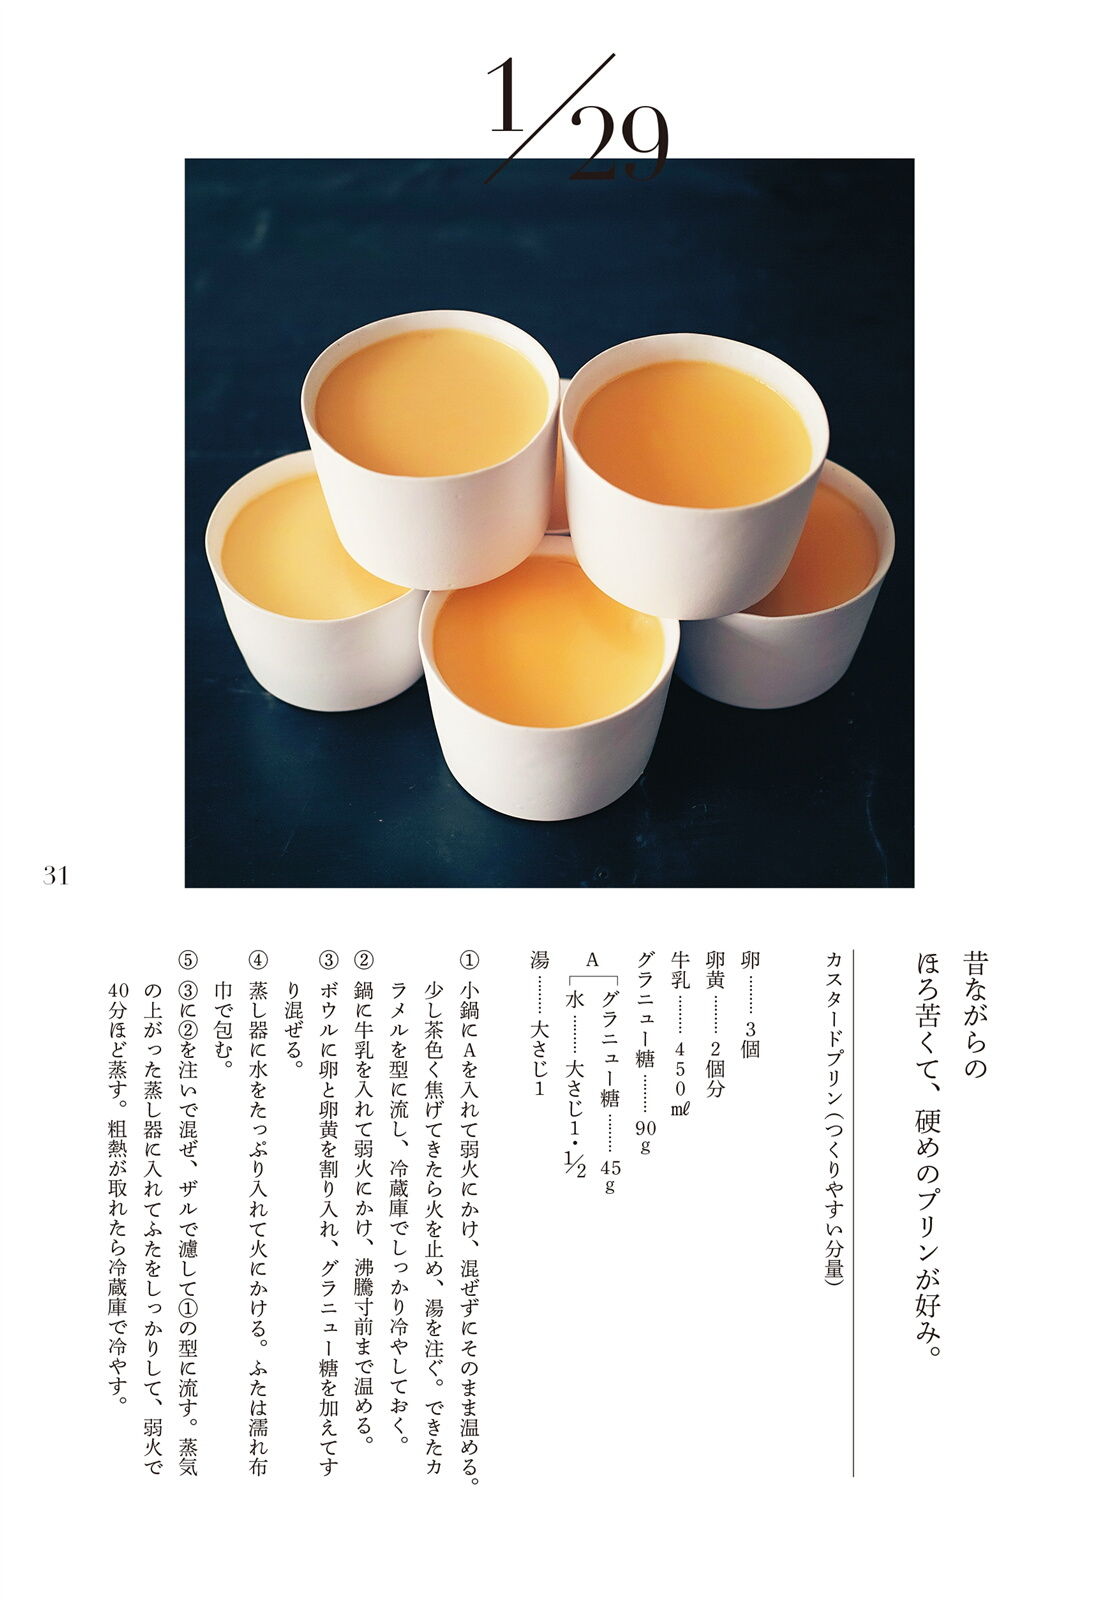 1/29
昔ながらの
ほろ苦くて、硬めのプリンが好み。
カスタードプリン（つくりやすい分量）
卵………3個
卵黄………2個分
牛乳………450㎖
グラニュー糖………90g
A
グラニュー糖………45g
水………大さじ1・1/2
湯………大さじ1
① 小鍋にAを入れて弱火にかけ、混ぜずにそのまま温める。
少し茶色く焦げてきたら火を止め、湯を注ぐ。できたカ
ラメルを型に流し、冷蔵庫でしっかり冷やしておく。
② 鍋に牛乳を入れて弱火にかけ、沸騰寸前まで温める。
③ ボウルに卵と卵黄を割り入れ、グラニュー糖を加えてす
り混ぜる。
④ 蒸し器に水をたっぷり入れて火にかける。ふたは濡れ布
巾で包む。
⑤ ③に②を注いで混ぜ、ザルで濾して①の型に流す。蒸気
の上がった蒸し器に入れてふたをしっかりして、弱火で
40分ほど蒸す。粗熱が取れたら冷蔵庫で冷やす。
31